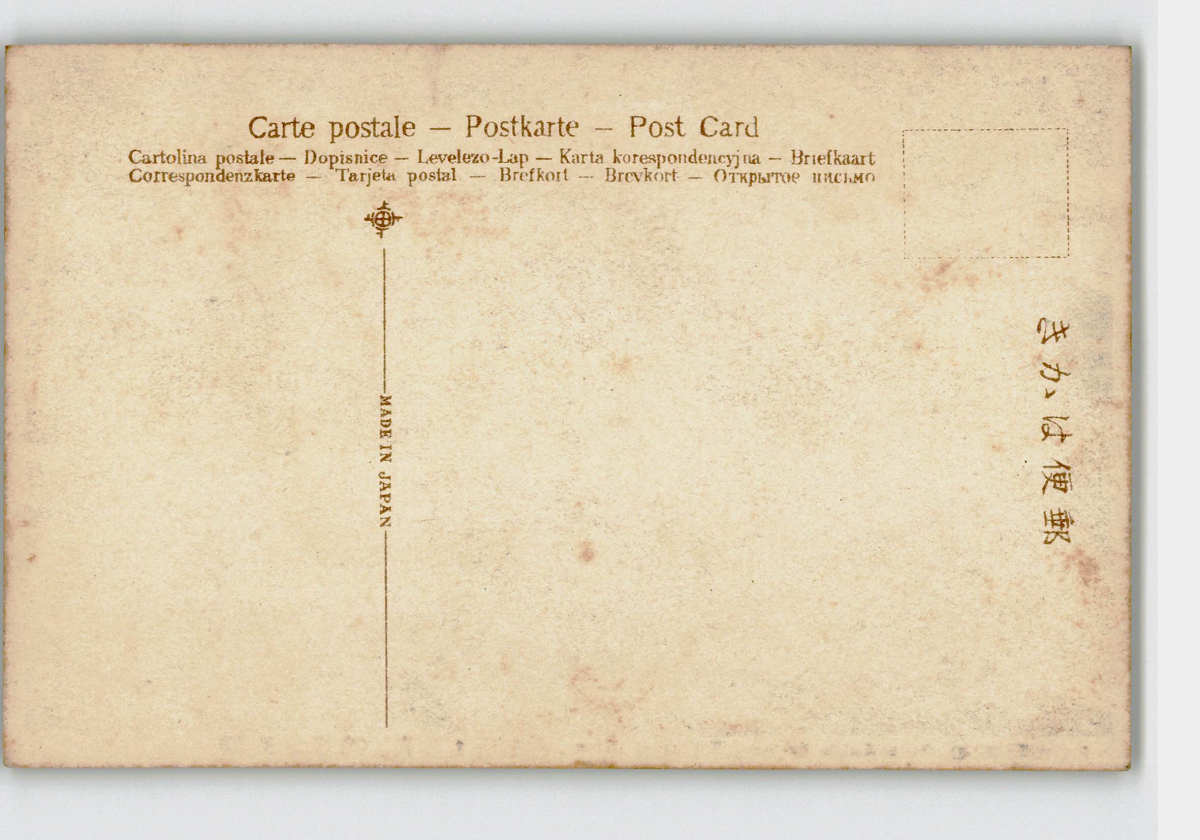 Carte postale — Postkarte — Post Card
Cartolina postale — Dopisnice — Levelezo-Lap — Karta korespondencyjna — Briefkaart
Correspondenzkarte — Tarjeta postal — Brefkort — Brevkort — Открытое письмо
MADE IN JAPAN
きかは便郵